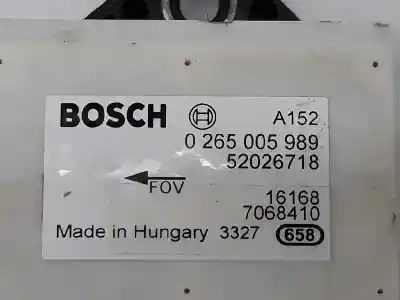 BOSCH A152
0 265 005 989
52026718
FOV
16168
7068410
Made in Hungary 3327 658